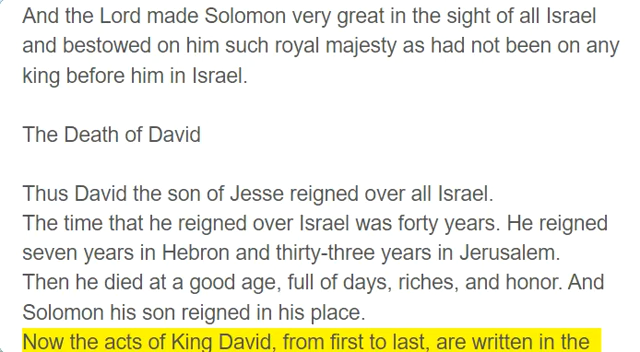 And the Lord made Solomon very great in the sight of all Israel
and bestowed on him such royal majesty as had not been on any
king before him in Israel.
The Death of David
Thus David the son of Jesse reigned over all Israel.
The time that he reigned over Israel was forty years. He reigned
seven years in Hebron and thirty-three years in Jerusalem.
Then he died at a good age, full of days, riches, and honor. And
Solomon his son reigned in his place.
Now the acts of King David, from first to last, are written in the